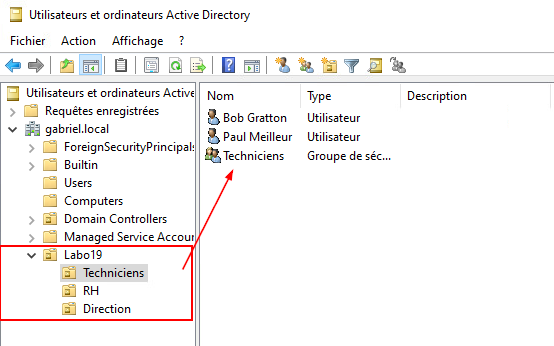 Utilisateurs et ordinateurs Active Directory
Fichier Action Affichage ?
Utilisateurs et ordinateurs Active
Requêtes enregistrées
gabriel.local
ForeignSecurityPrincipals
Builtin
Users
Computers
Domain Controllers
Managed Service Accoun
Labo19
Techniciens
RH
Direction
Nom Type Description
Bob Gratton Utilisateur
Paul Meilleur Utilisateur
Techniciens Groupe de séc...